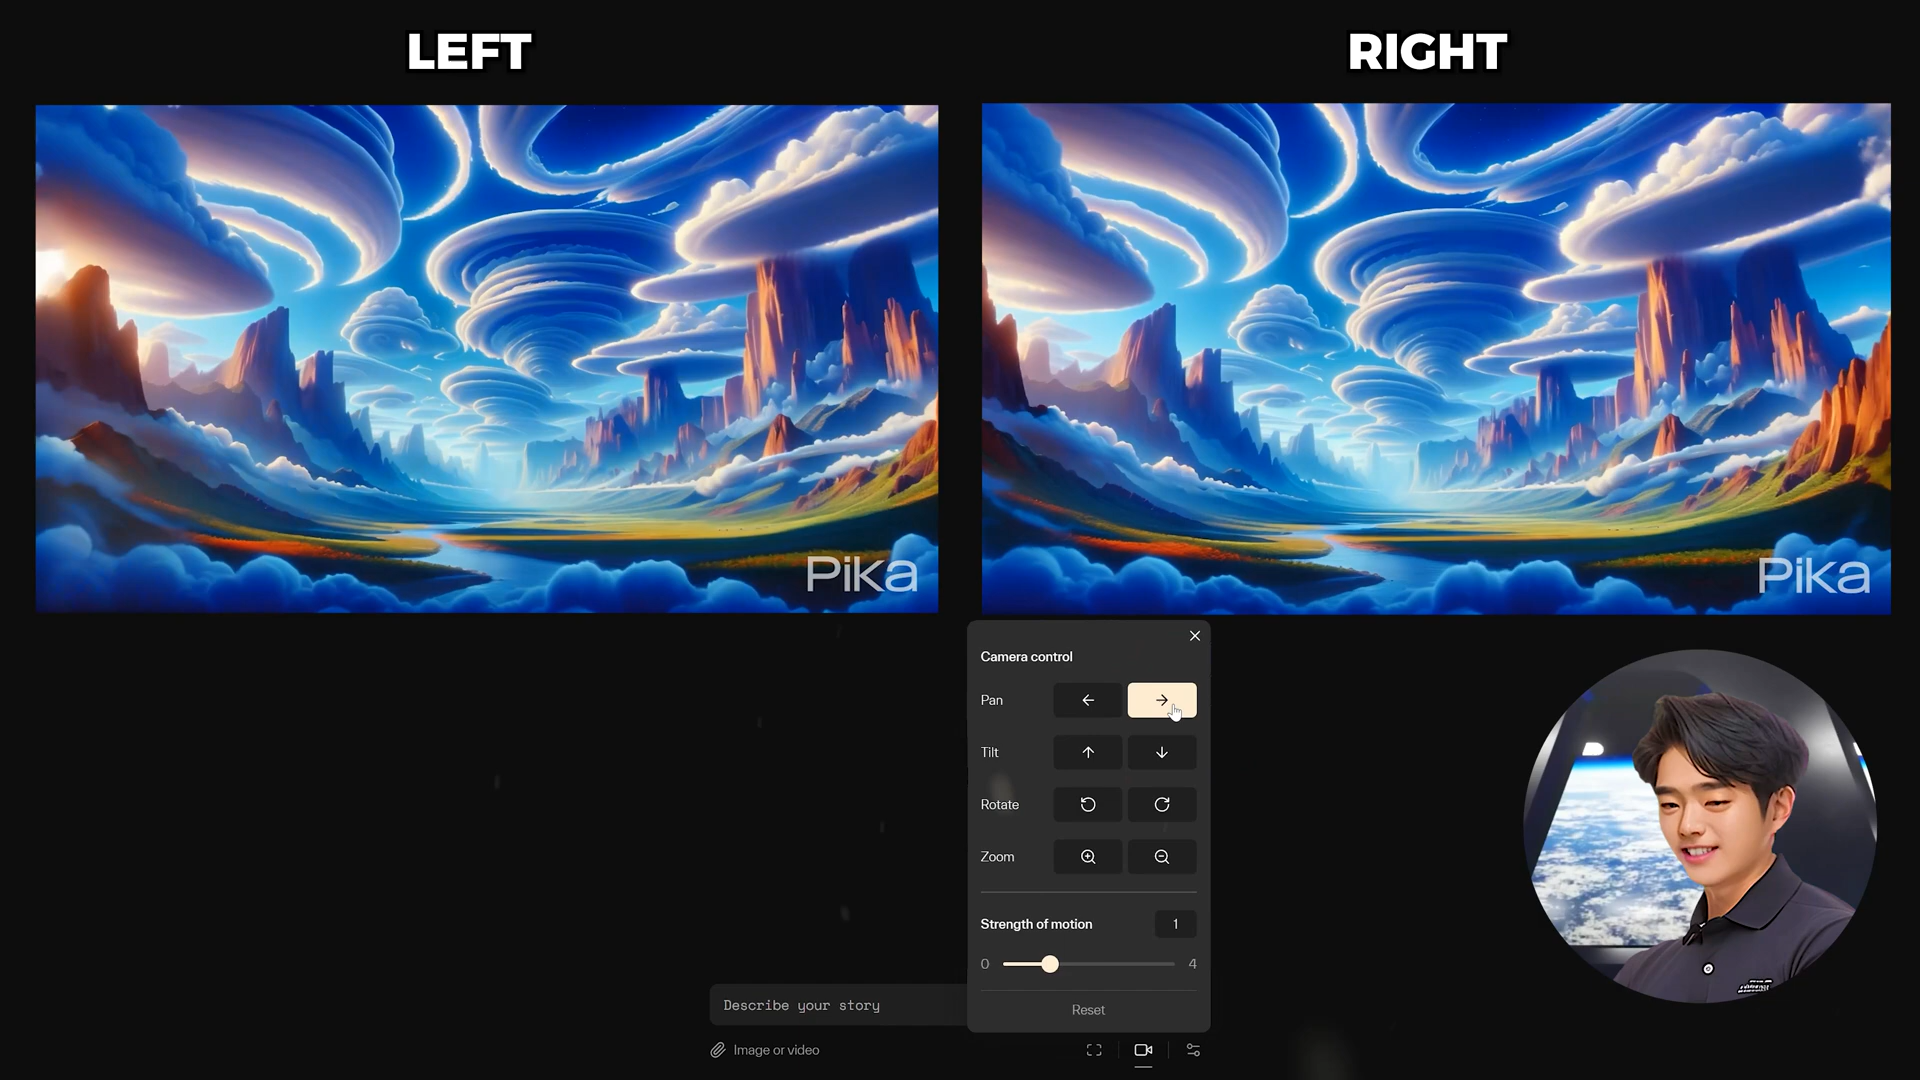 LEFT
RIGHT
Pika
Pika
Camera control
Pan
Tilt
Rotate
Zoom
Strength of motion 1
0 4
Describe your story
Reset
Image or video